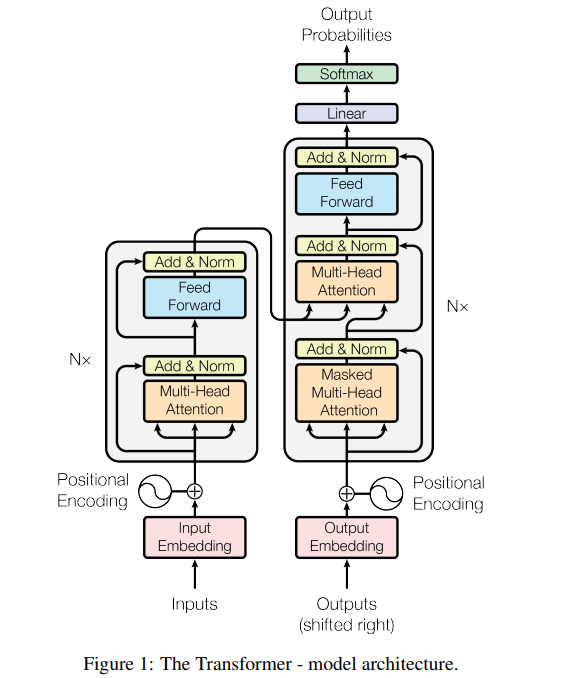 Output
Probabilities
Softmax
Linear
Add & Norm
Feed
Forward
Add & Norm
Multi-Head
Attention
Add & Norm
Masked
Multi-Head
Attention
N×
Add & Norm
Feed
Forward
Add & Norm
Multi-Head
Attention
N×
Positional
Encoding
Positional
Encoding
Input
Embedding
Output
Embedding
Inputs
Outputs
(shifted right)
Figure 1: The Transformer - model architecture.